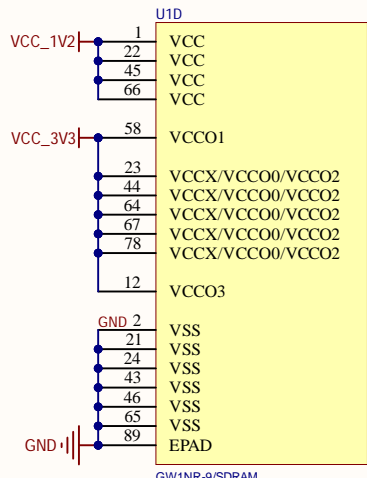 U1D
VCC_1V2 1 VCC
22 VCC
45 VCC
66 VCC
VCC_3V3 58 VCCO1
23 VCCX/VCCO0/VCCO2
44 VCCX/VCCO0/VCCO2
64 VCCX/VCCO0/VCCO2
67 VCCX/VCCO0/VCCO2
78 VCCX/VCCO0/VCCO2
12 VCCO3
GND 2 VSS
21 VSS
24 VSS
43 VSS
46 VSS
65 VSS
GND 89 EPAD
GW1NR-9/SDRAM